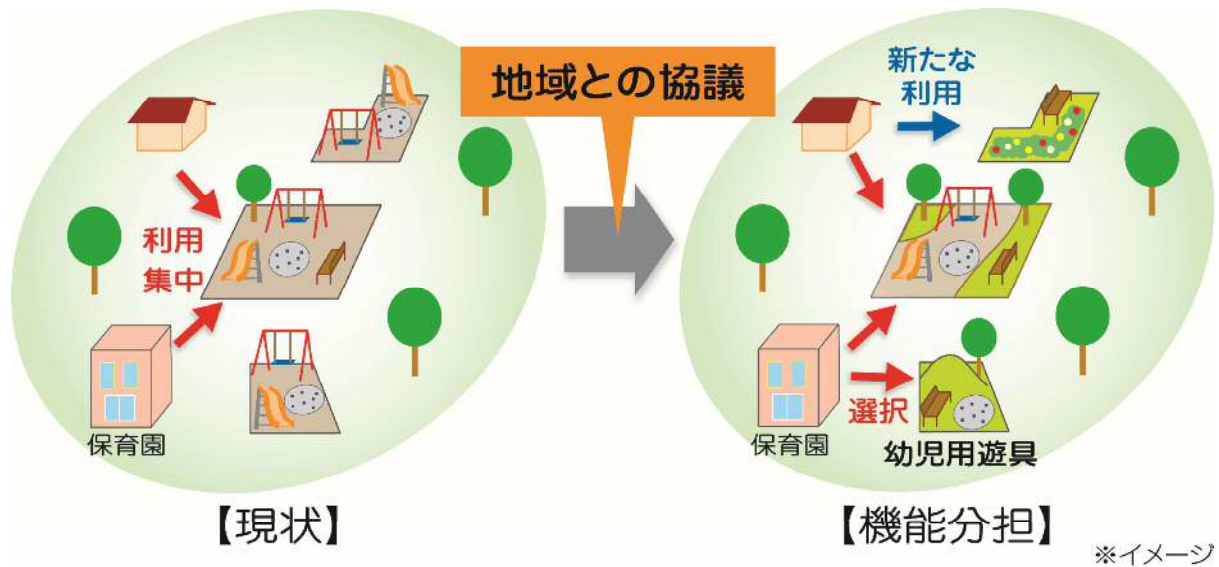 地域との協議
利用
集中
保育園
【現状】
新たな
利用
選択
保育園
幼児用遊具
【機能分担】
※イメージ